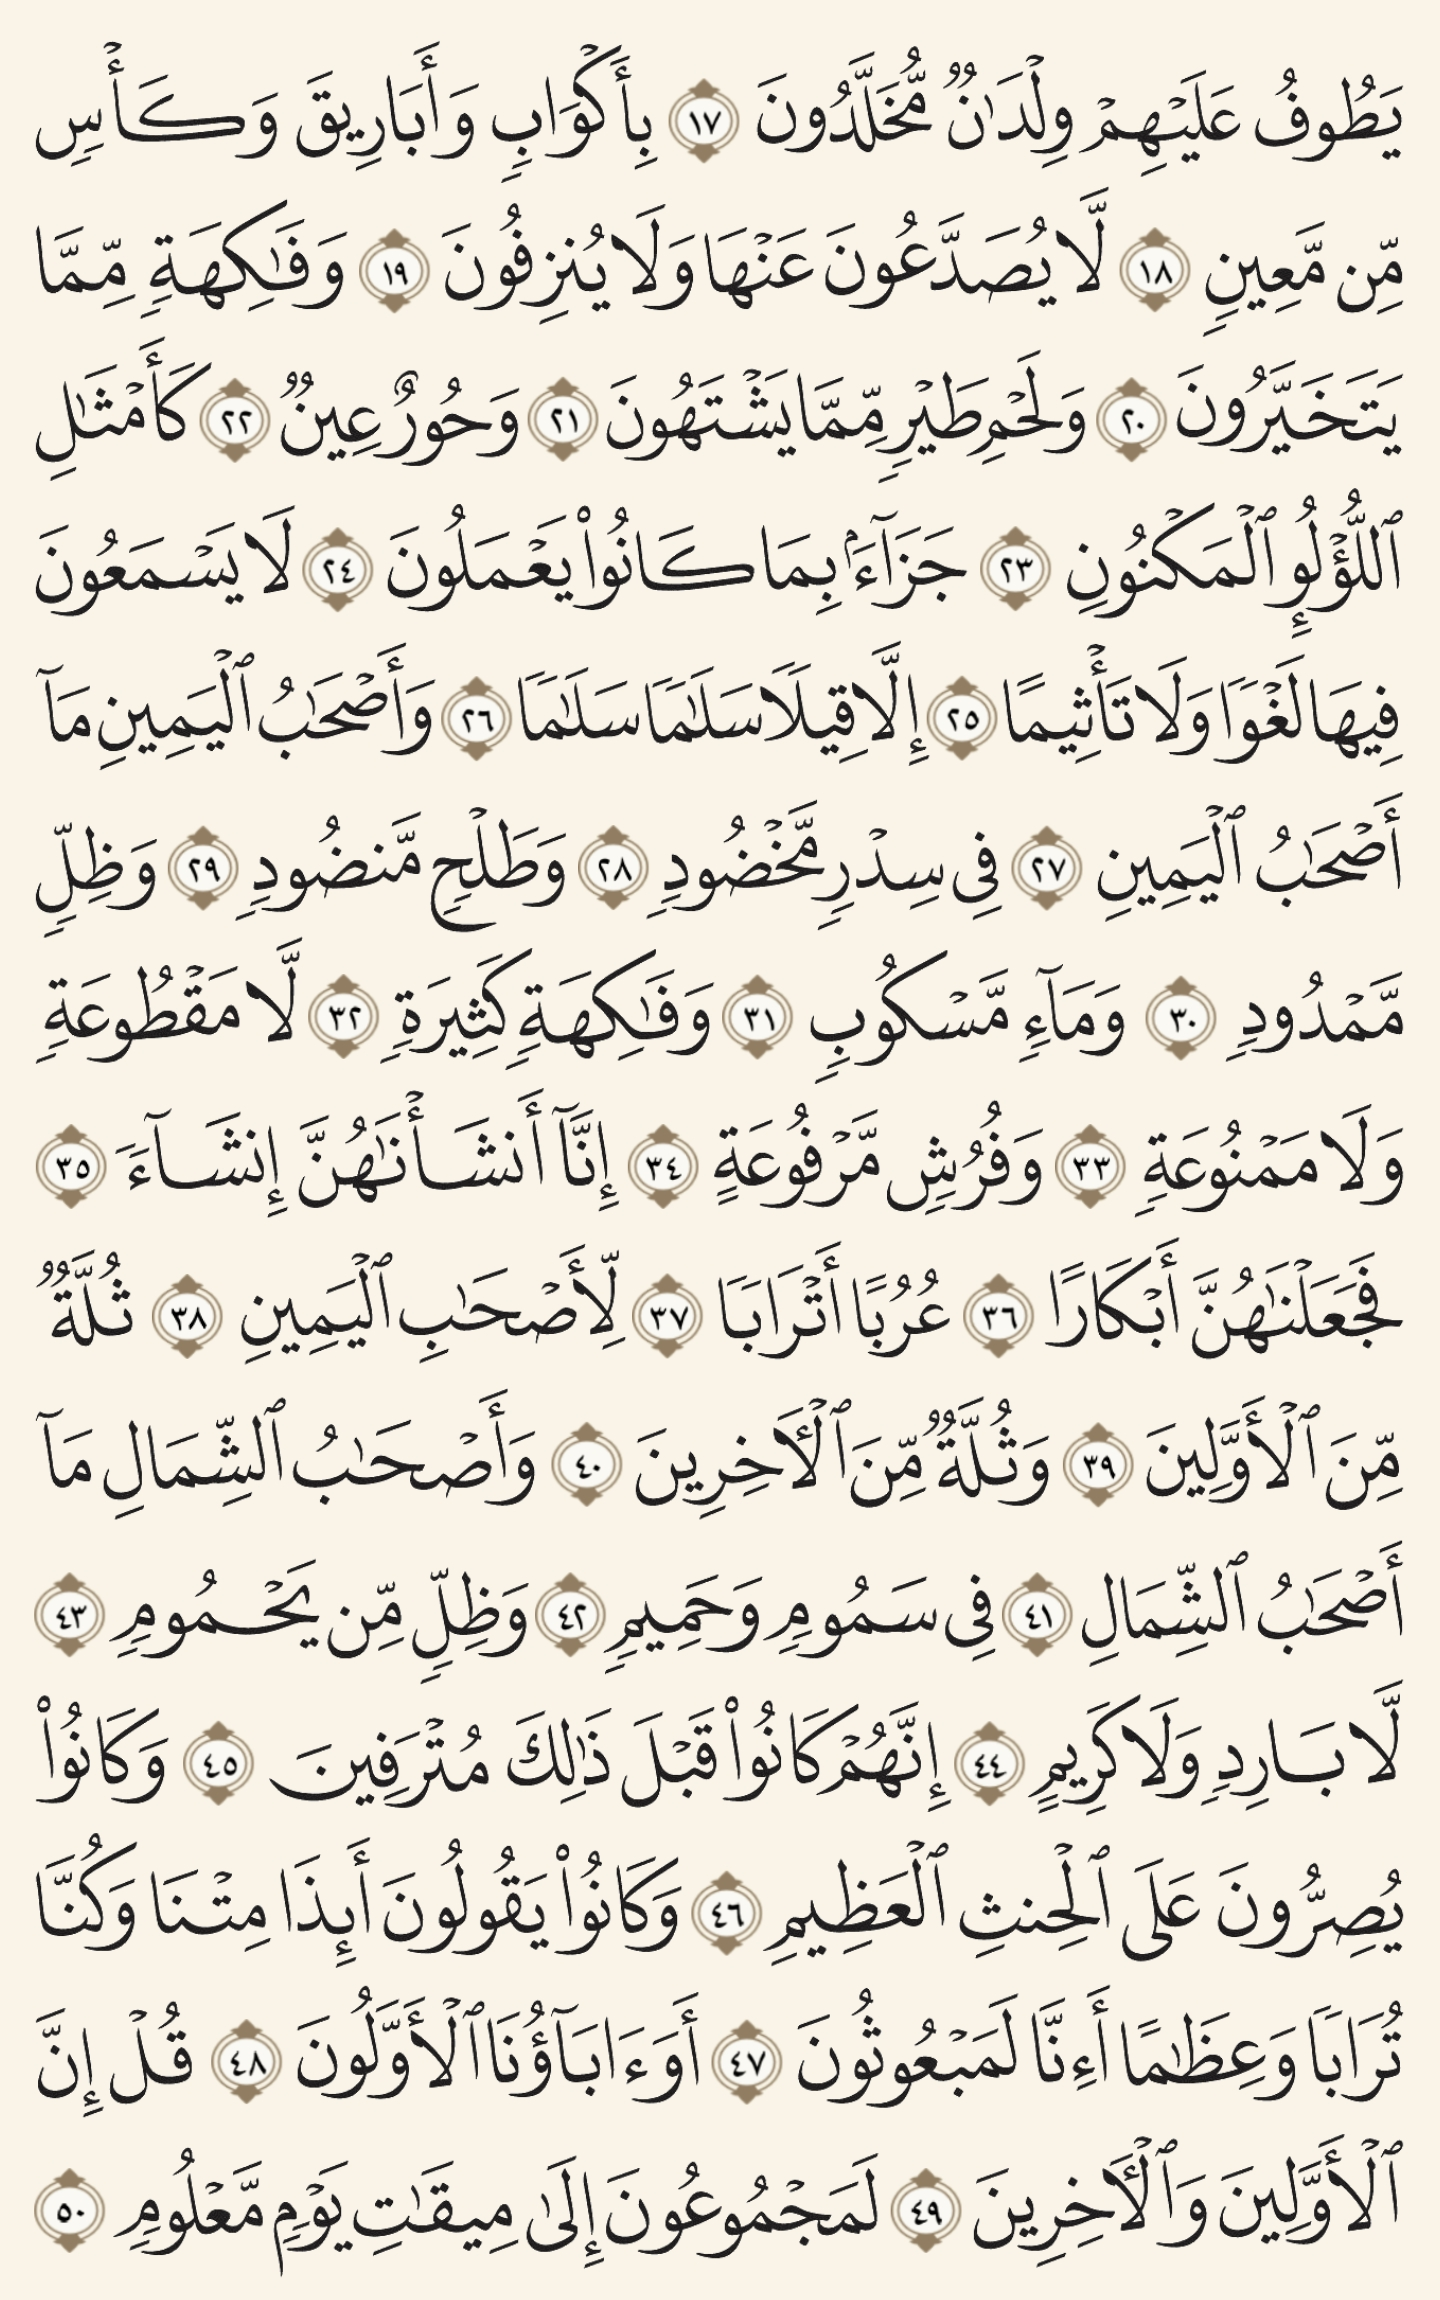 يَطُوفُ عَلَيۡهِمۡ وِلۡدَٰنٞ مُّخَلَّدُونَ ١٧ بِأَكۡوَابٖ وَأَبَارِيقَ وَكَأۡسٖ
مِّن مَّعِينٖ ١٨ لَّا يُصَدَّعُونَ عَنۡهَا وَلَا يُنزِفُونَ ١٩ وَفَٰكِهَةٖ مِّمَّا
يَتَخَيَّرُونَ ٢٠ وَلَحۡمِ طَيۡرٖ مِّمَّا يَشۡتَهُونَ ٢١ وَحُورٌ عِينٞ ٢٢ كَأَمۡثَٰلِ
ٱللُّؤۡلُوِٕ ٱلۡمَكۡنُونِ ٢٣ جَزَآءَۢ بِمَا كَانُواْ يَعۡمَلُونَ ٢٤ لَا يَسۡمَعُونَ
فِيهَا لَغۡوٗا وَلَا تَأۡثِيمًا ٢٥ إِلَّا قِيلٗا سَلَٰمٗا سَلَٰمٗا ٢٦ وَأَصۡحَٰبُ ٱلۡيَمِينِ مَآ
أَصۡحَٰبُ ٱلۡيَمِينِ ٢٧ فِي سِدۡرٖ مَّخۡضُودٖ ٢٨ وَطَلۡحٖ مَّنضُودٖ ٢٩ وَظِلّٖ
مَّمۡدُودٖ ٣٠ وَمَآءٖ مَّسۡكُوبٖ ٣١ وَفَٰكِهَةٖ كَثِيرَةٖ ٣٢ لَّا مَقۡطُوعَةٖ
وَلَا مَمۡنُوعَةٖ ٣٣ وَفُرُشٖ مَّرۡفُوعَةٍ ٣٤ إِنَّآ أَنشَأۡنَٰهُنَّ إِنشَآءٗ ٣٥
فَجَعَلۡنَٰهُنَّ أَبۡكَارًا ٣٦ عُرُبًا أَتۡرَابٗا ٣٧ لِّأَصۡحَٰبِ ٱلۡيَمِينِ ٣٨ ثُلَّةٞ
مِّنَ ٱلۡأَوَّلِينَ ٣٩ وَثُلَّةٞ مِّنَ ٱلۡأٓخِرِينَ ٤٠ وَأَصۡحَٰبُ ٱلشِّمَالِ مَآ
أَصۡحَٰبُ ٱلشِّمَالِ ٤١ فِي سَمُومٖ وَحَمِيمٖ ٤٢ وَظِلّٖ مِّن يَحۡمُومٖ ٤٣
لَّا بَارِدٖ وَلَا كَرِيمٍ ٤٤ إِنَّهُمۡ كَانُواْ قَبۡلَ ذَٰلِكَ مُتۡرَفِينَ ٤٥ وَكَانُواْ
يُصِرُّونَ عَلَى ٱلۡحِنثِ ٱلۡعَظِيمِ ٤٦ وَكَانُواْ يَقُولُونَ أَئِذَا مِتۡنَا وَكُنَّا
تُرَابٗا وَعِظَٰمًا أَءِنَّا لَمَبۡعُوثُونَ ٤٧ أَوَءَابَآؤُنَا ٱلۡأَوَّلُونَ ٤٨ قُلۡ إِنَّ
ٱلۡأَوَّلِينَ وَٱلۡأٓخِرِينَ ٤٩ لَمَجۡمُوعُونَ إِلَىٰ مِيقَٰتِ يَوۡمٖ مَّعۡلُومٖ ٥٠